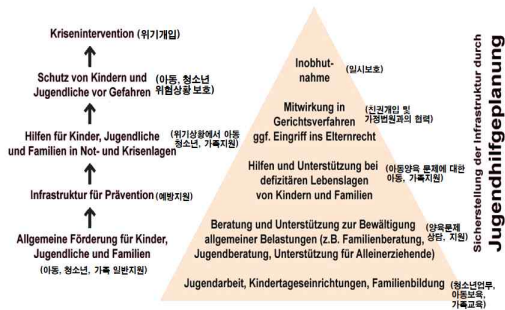 Krisenintervention (위기개입)
Schutz von Kindern und
Jugendliche vor Gefahren
(아동, 청소년
위험상황 보호)
Hilfen für Kinder, Jugendliche
und Familien in Not- und Krisenlagen
(위기상황에서 아동
청소년, 가족지원)
Infrastruktur für Prävention (예방지원)
Allgemeine Förderung für Kinder,
Jugendliche und Familien
(아동, 청소년, 가족 일반지원)
Inobhut-
nahme
(일시보호)
Mitwirkung in
Gerichtsverfahren
ggf. Eingriff ins Elternrecht
(친권개입 및
가정법원과의 협력)
Hilfen und Unterstützung bei
defizitären Lebenslagen
von Kindern und Familien
(아동양육 문제에 대한
아동, 가족지원)
Beratung und Unterstützung zur Bewältigung
allgemeiner Belastungen (z.B. Familienberatung,
Jugendberatung, Unterstützung für Alleinerziehende)
(양육문제
상담, 지원)
Jugendarbeit, Kindertageseinrichtungen, Familienbildung
(청소년업무,
아동보육,
가족교육)
Sicherstellung der Infrastruktur durch
Jugendhilfgeplanung